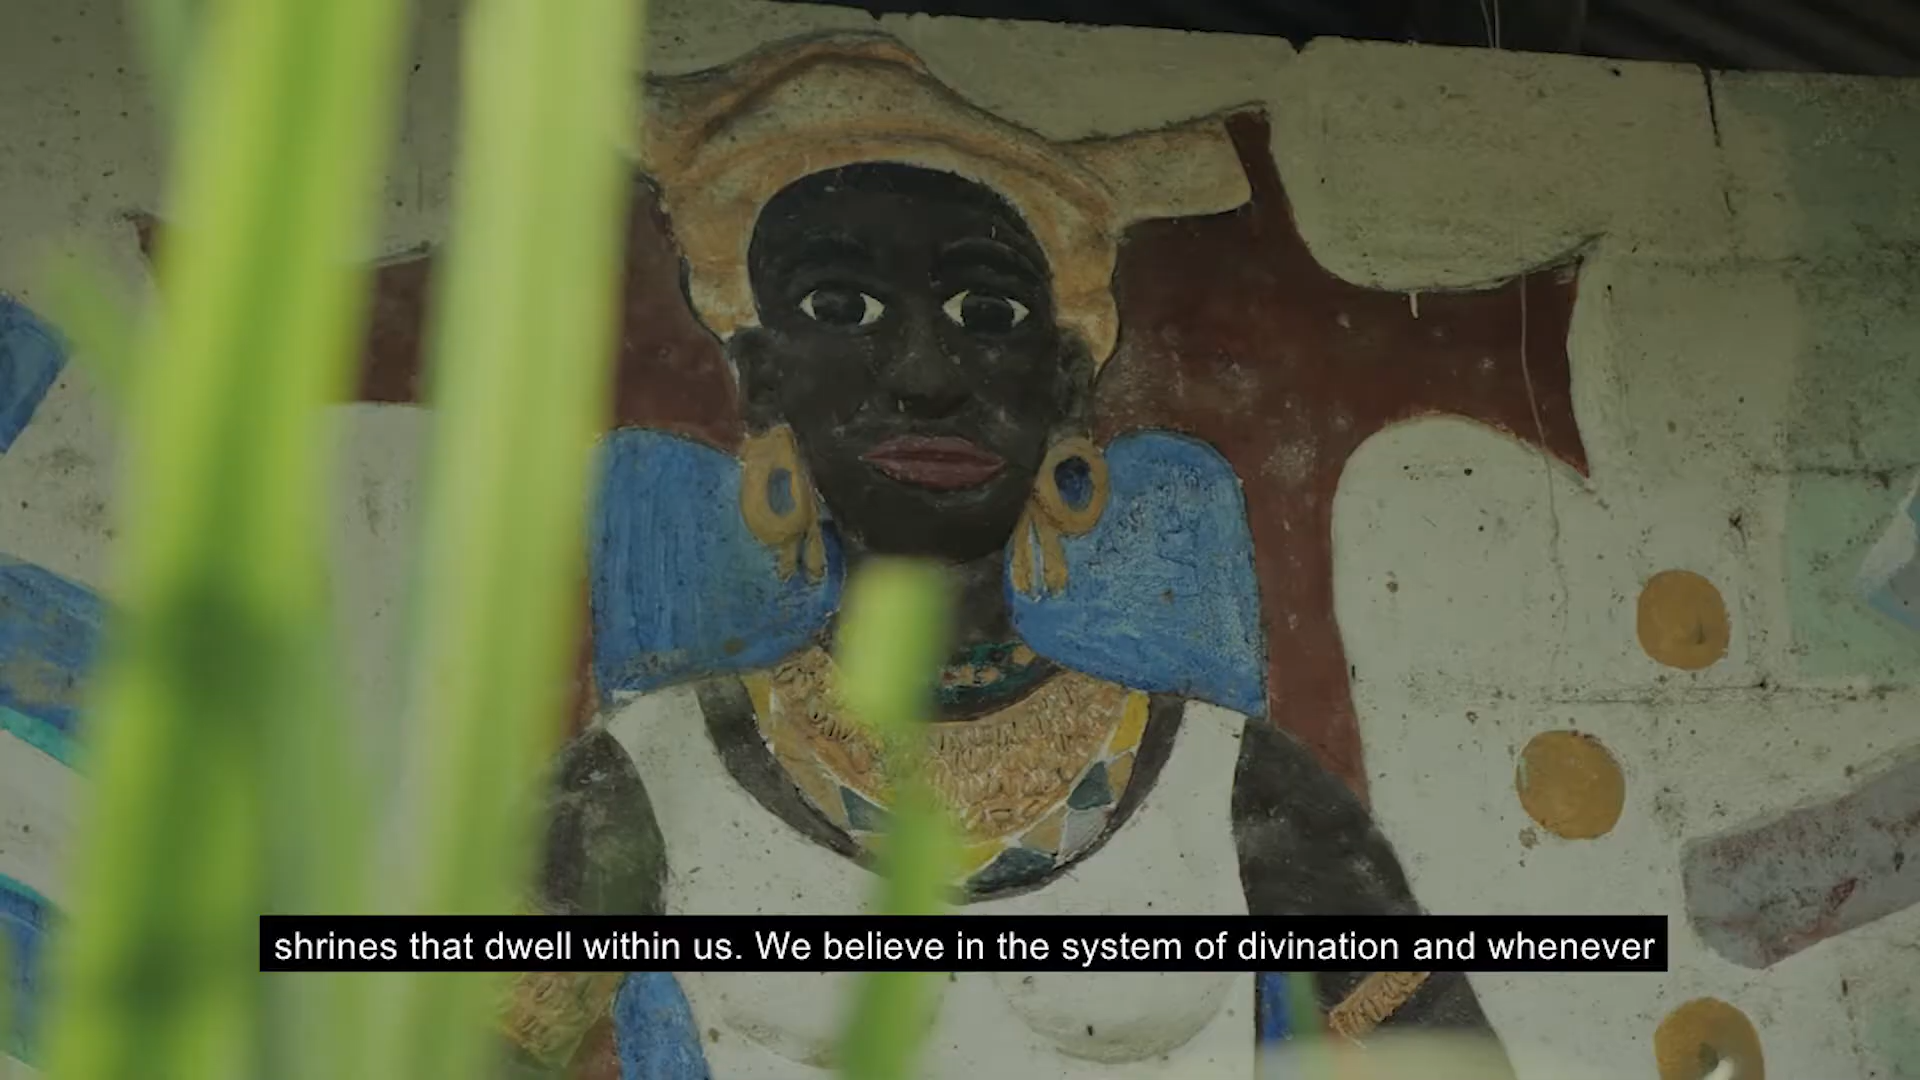 shrines that dwell within us. We believe in the system of divination and whenever